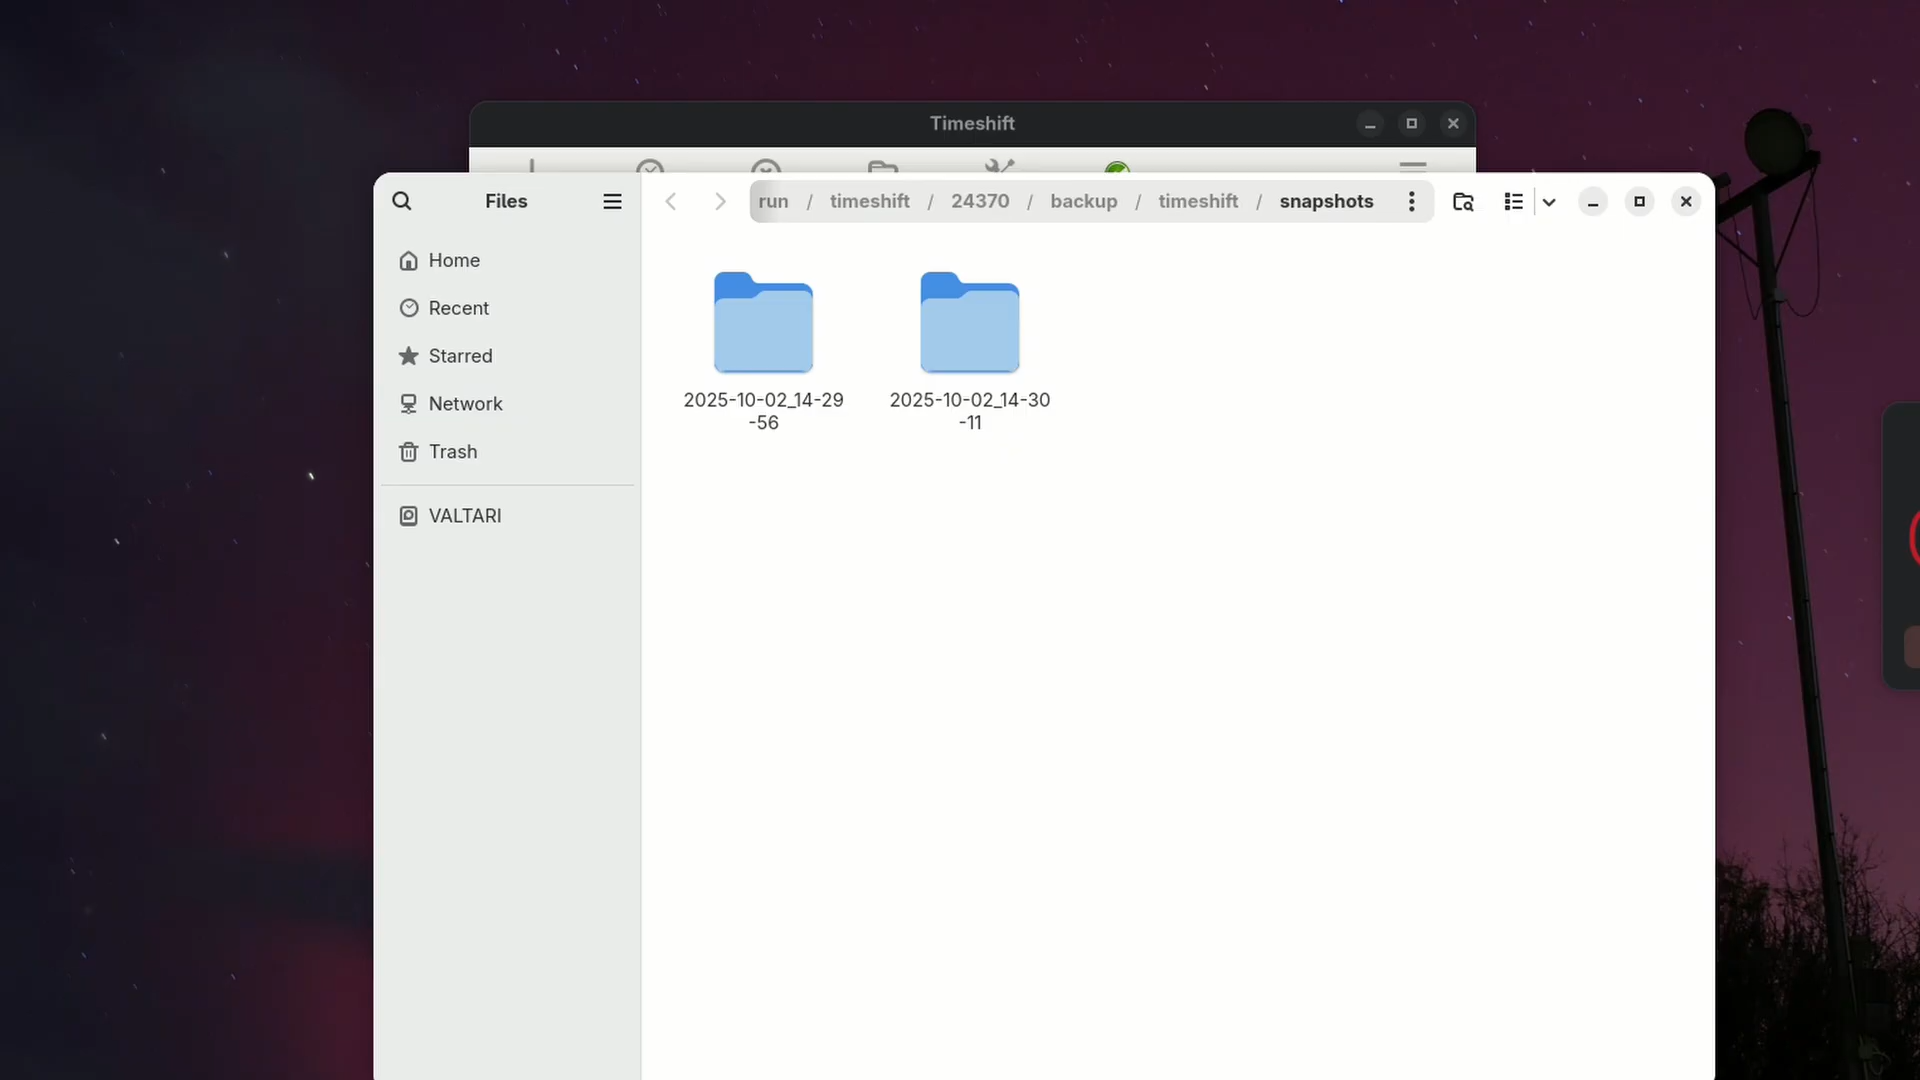 Timeshift
Files
run / timeshift / 24370 / backup / timeshift / snapshots
Home
Recent
Starred
Network
Trash
VALTARI
2025-10-02_14-29
-56
2025-10-02_14-30
-11